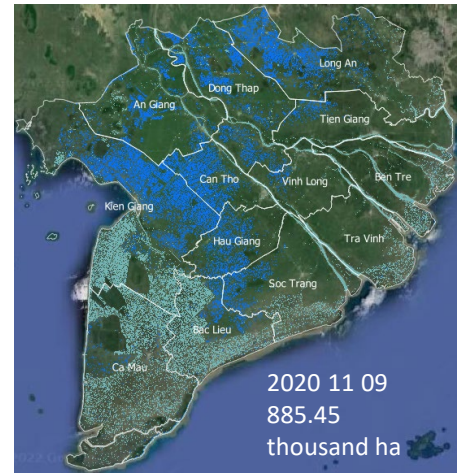 Long An
Dong Thap
An Giang
Tien Giang
Can Tho
Vinh Long
Ben Tre
Kien Giang
Hau Giang
Tra Vinh
Soc Trang
Bac Lieu
Ca Mau
2020 11 09
885.45
thousand ha